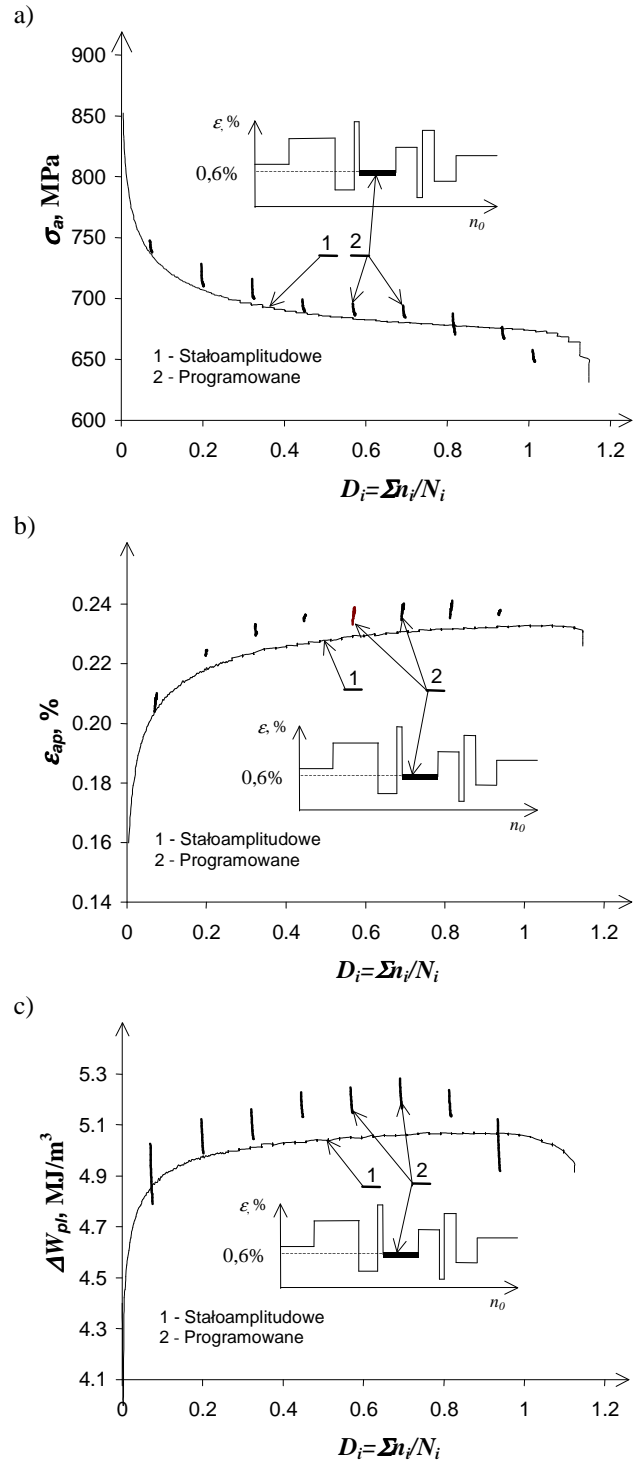 a)
900
850
800
750
700
650
600
σa, MPa
ε, %
0,6%
n0
1
2
1 - Stałoamplitudowe
2 - Programowane
0
0.2
0.4
0.6
0.8
1
1.2
Di=Σni/Ni
b)
0.24
0.22
0.20
0.18
0.16
0.14
εap, %
1
2
ε, %
0,6%
n0
1 - Stałoamplitudowe
2 - Programowane
0
0.2
0.4
0.6
0.8
1
1.2
Di=Σni/Ni
c)
5.3
5.1
4.9
4.7
4.5
4.3
4.1
ΔWpl, MJ/m³
1
2
ε, %
0,6%
n0
1 - Stałoamplitudowe
2 - Programowane
0
0.2
0.4
0.6
0.8
1
1.2
Di=Σni/Ni